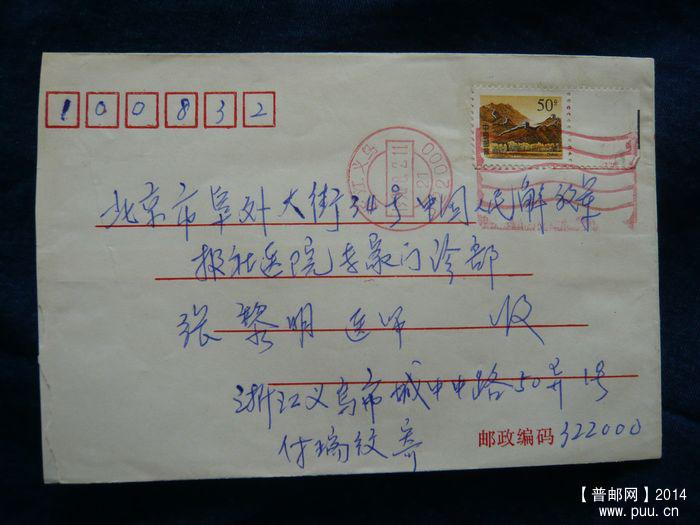 100832
50分
北京市阜外大街34号中国人民解放军
报社医院专家门诊部
张黎明 医师 收
浙江义乌市城中中路50弄1号
付瑞纹 寄
邮政编码 322000
【普邮网】2014
www.puu.cn